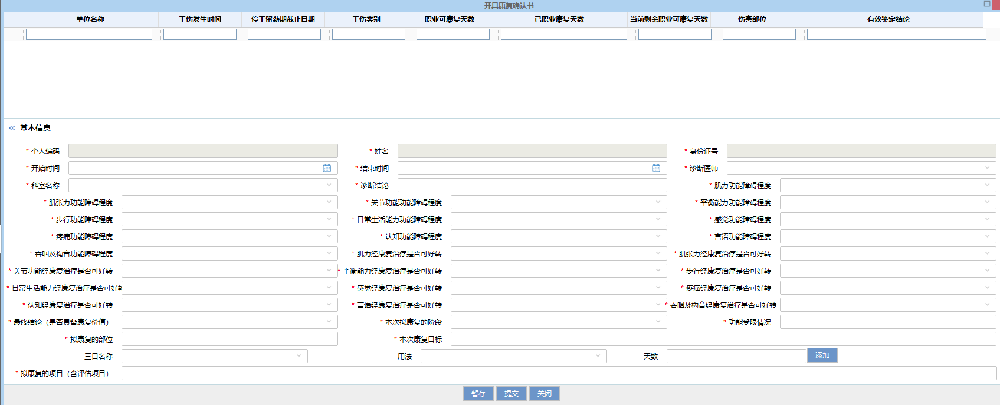 开具康复确认书
单位名称 工伤发生时间 停工留薪期截止日期 工伤类别 职业可康复天数 已职业康复天数 当前剩余职业可康复天数 伤害部位 有效鉴定结论
基本信息
* 个人编码 * 姓名 * 身份证号
* 开始时间 * 结束时间 * 诊断医师
* 科室名称 * 诊断结论 * 肌力功能障碍程度
* 肌张力功能障碍程度 * 关节功能功能障碍程度 * 平衡能力功能障碍程度
* 步行功能障碍程度 * 日常生活能力功能障碍程度 * 感觉功能障碍程度
* 疼痛功能障碍程度 * 认知功能障碍程度 * 言语功能障碍程度
* 吞咽及构音功能障碍程度 * 肌力经康复治疗是否可好转 * 肌张力经康复治疗是否可好转
* 关节功能经康复治疗是否可好转 * 平衡能力经康复治疗是否可好转 * 步行经康复治疗是否可好转
* 日常生活能力经康复治疗是否可好转 * 感觉经康复治疗是否可好转 * 疼痛经康复治疗是否可好转
* 认知经康复治疗是否可好转 * 言语经康复治疗是否可好转 * 吞咽及构音经康复治疗是否可好转
* 最终结论（是否具备康复价值） * 本次拟康复的阶段 * 功能受限情况
* 拟康复的部位 * 本次康复目标
三目名称 用法 天数 添加
* 拟康复的项目（含评估项目）
暂存 提交 关闭